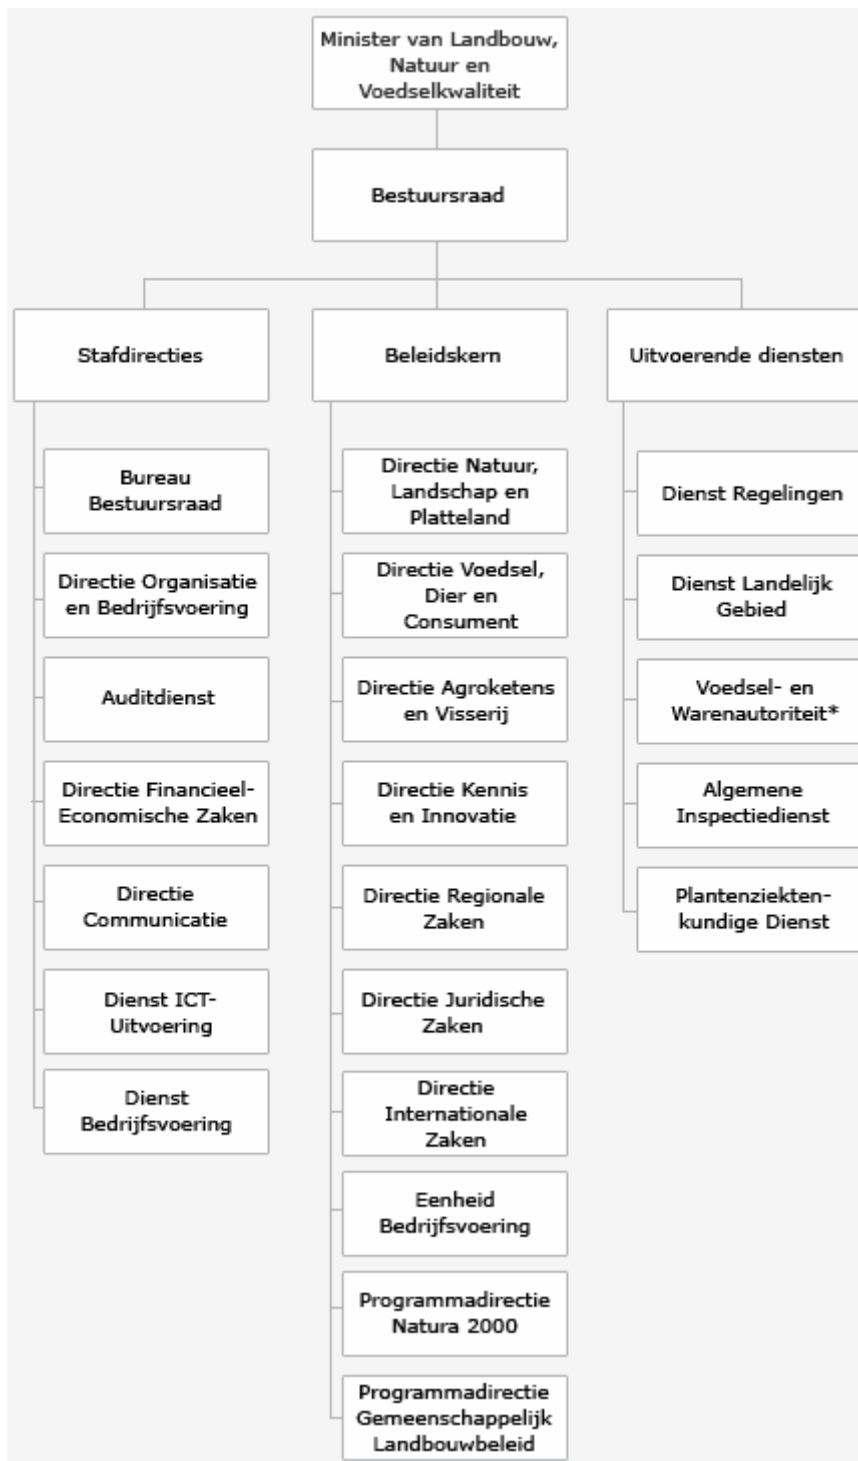 Minister van Landbouw,
Natuur en
Voedselkwaliteit
Bestuursraad
Stafdirecties
Bureau
Bestuursraad
Directie Organisatie
en Bedrijfsvoering
Auditdienst
Directie Financieel-
Economische Zaken
Directie
Communicatie
Dienst ICT-
Uitvoering
Dienst
Bedrijfsvoering
Beleidskern
Directie Natuur,
Landschap en
Platteland
Directie Voedsel,
Dier en
Consument
Directie Agroketens
en Visserij
Directie Kennis
en Innovatie
Directie Regionale
Zaken
Directie Juridische
Zaken
Directie
Internationale
Zaken
Eenheid
Bedrijfsvoering
Programmadirectie
Natura 2000
Programmadirectie
Gemeenschappelijk
Landbouwbeleid
Uitvoerende diensten
Dienst Regelingen
Dienst Landelijk
Gebied
Voedsel- en
Warenautoriteit*
Algemene
Inspectiedienst
Plantenziekten-
kundige Dienst